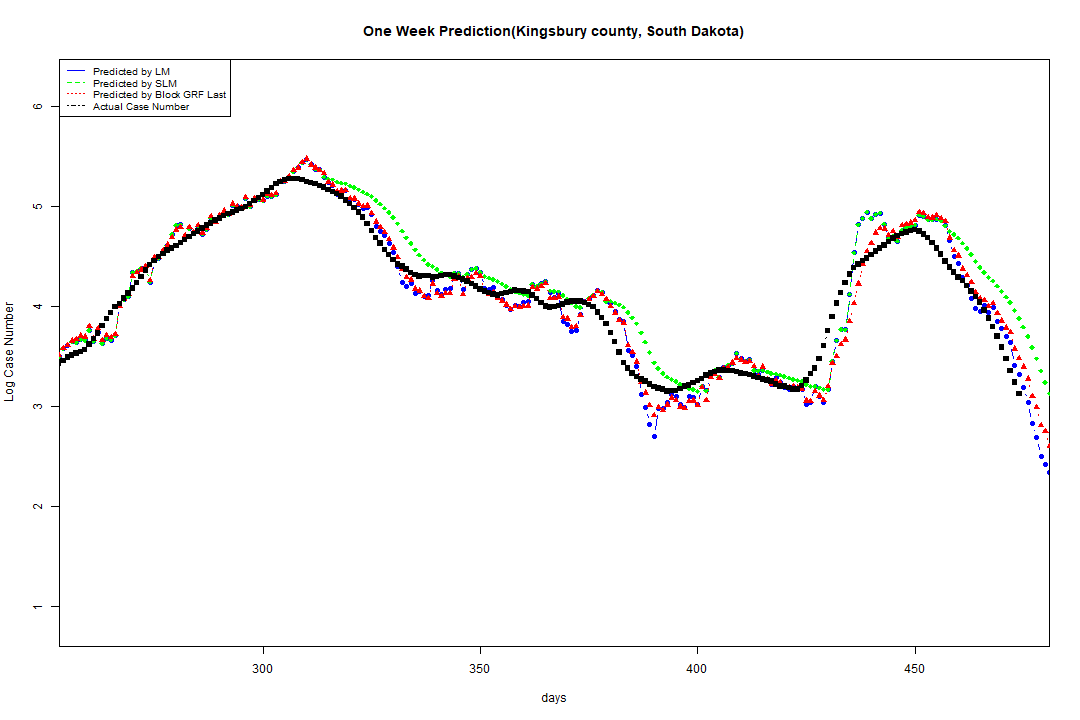 One Week Prediction(Kingsbury county, South Dakota)
Predicted by LM
Predicted by SLM
Predicted by Block GRF Last
Actual Case Number
6
5
4
3
2
1
Log Case Number
300 350 400 450
days